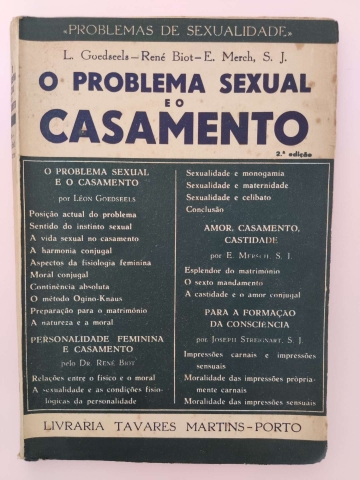 «PROBLEMAS DE SEXUALIDADE»
L. Goedseels—René Biot—E. Merch, S. J.
O PROBLEMA SEXUAL
E O
CASAMENTO
2.ª edição
O PROBLEMA SEXUAL
E O CASAMENTO
por LÉON GOEDSEELS
Posição actual do problema
Sentido do instinto sexual
A vida sexual no casamento
A harmonia conjugal
Aspectos da fisiologia feminina
Moral conjugal
Continência absoluta
O método Ogino-Knaus
Preparação para o matrimónio
A natureza e a moral
PERSONALIDADE FEMININA
E CASAMENTO
pelo DR. RENÉ BIOT
Relações entre o físico e o moral
A sexualidade e as condições fisio-
lógicas da personalidade
Sexualidade e monogamia
Sexualidade e maternidade
Sexualidade e celibato
Conclusão
AMOR, CASAMENTO,
CASTIDADE
por E. MERSCH, S. J.
Esplendor do matrimónio
O sexto mandamento
A castidade e o amor conjugal
PARA A FORMAÇÃO
DA CONSCIÊNCIA
por JOSEPH STREIGNART, S. J.
Impressões carnais e impressões
sensuais
Moralidade das impressões pròpria-
mente carnais
Moralidade das impressões sensuais
LIVRARIA TAVARES MARTINS—PORTO